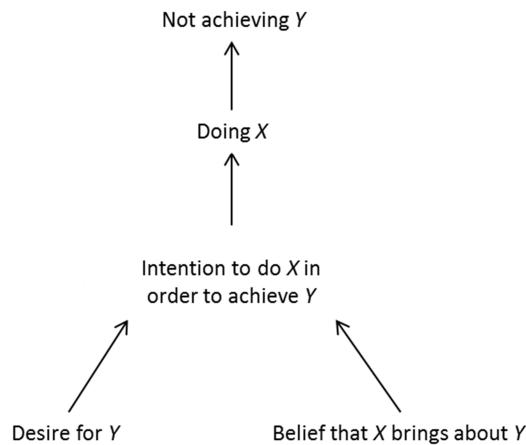 Not achieving Y
Doing X
Intention to do X in
order to achieve Y
Desire for Y
Belief that X brings about Y